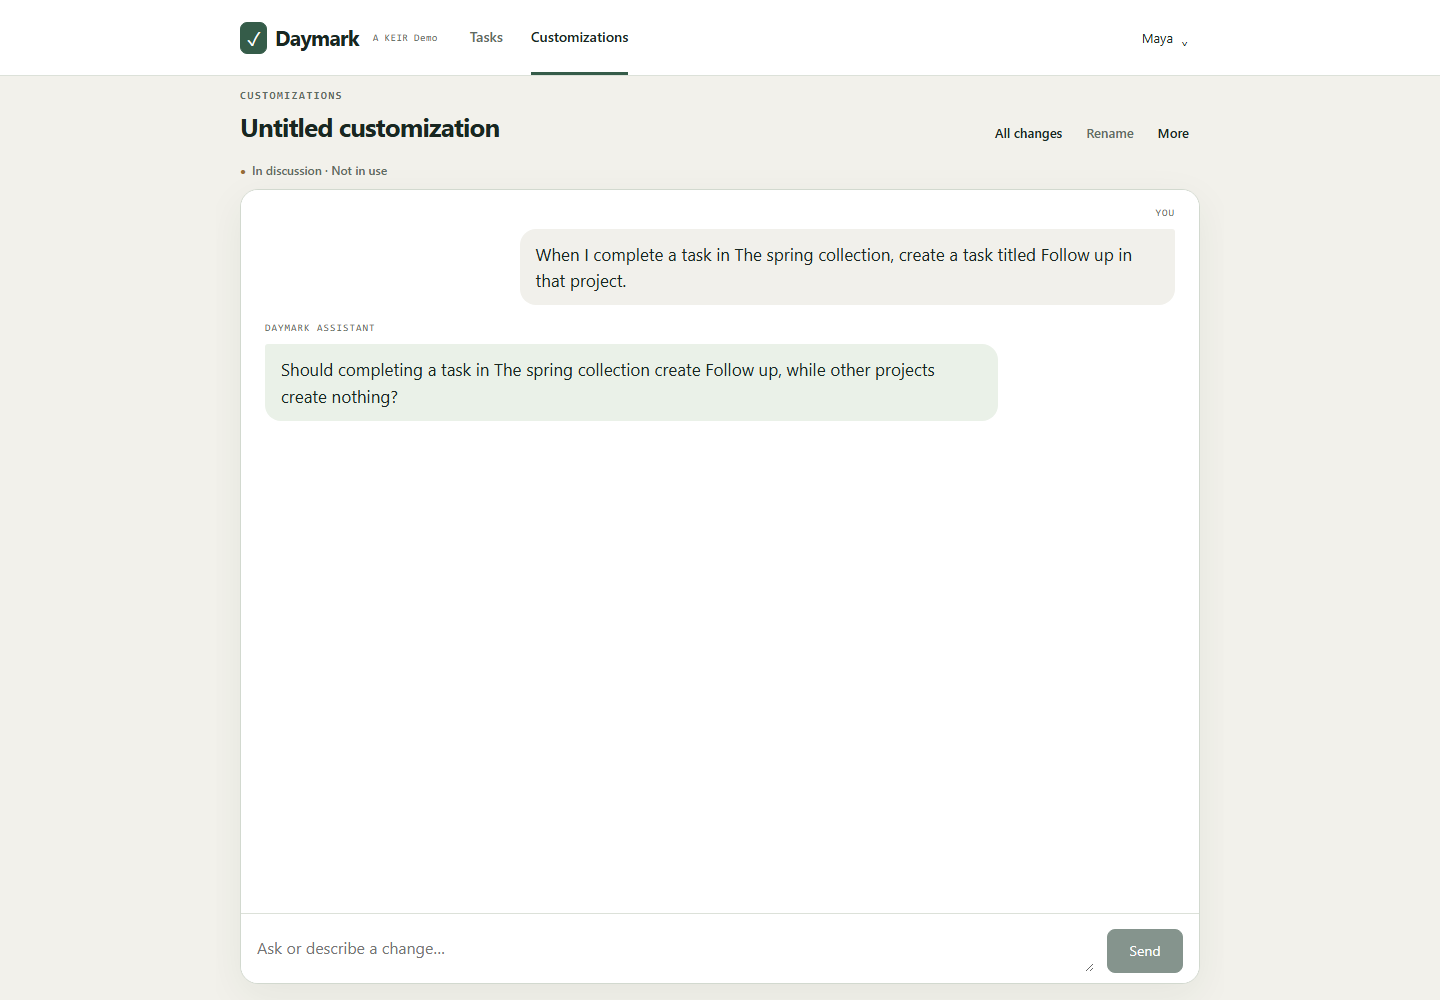 Daymark
A KEIR Demo
Tasks
Customizations
Maya
CUSTOMIZATIONS
Untitled customization
All changes
Rename
More
In discussion · Not in use
YOU
When I complete a task in The spring collection, create a task titled Follow up in
that project.
DAYMARK ASSISTANT
Should completing a task in The spring collection create Follow up, while other projects
create nothing?
Ask or describe a change...
Send